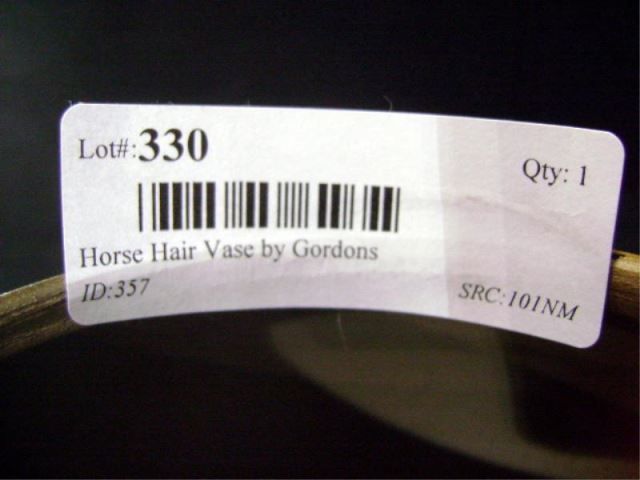 Lot#:330
Qty: 1
Horse Hair Vase by Gordons
ID:357
SRC:101NM